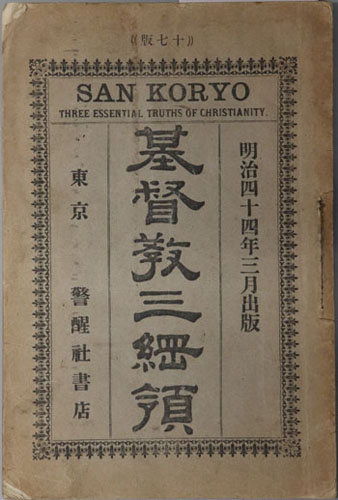 《十七版》
SAN KORYO
THREE ESSENTIAL TRUTHS OF CHRISTIANITY.
明治四十四年三月出版
基督教三綱領
東京 警醒社書店